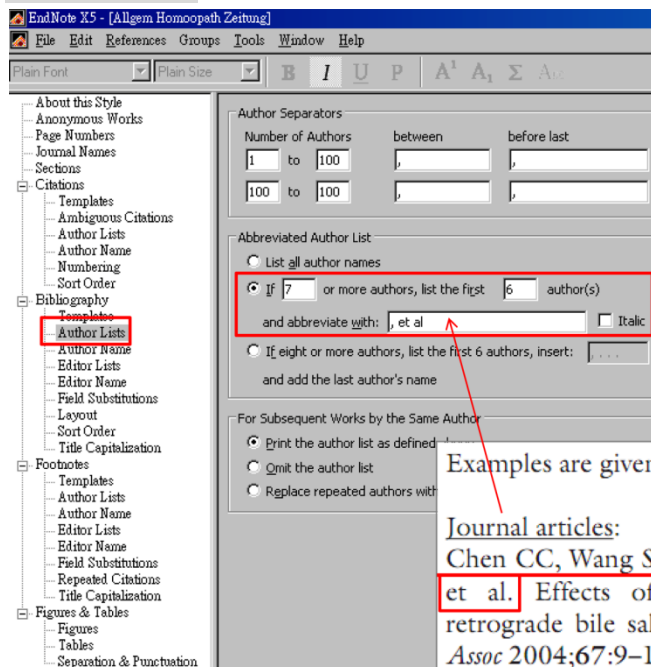 EndNote X5 - [Allgem Homoopath Zeitung]
File Edit References Groups Tools Window Help
Plain Font Plain Size B I U P A¹ A₁ Σ
About this Style
Anonymous Works
Page Numbers
Journal Names
Sections
Citations
Templates
Ambiguous Citations
Author Lists
Author Name
Numbering
Sort Order
Bibliography
Templates
Author Lists
Author Name
Editor Lists
Editor Name
Field Substitutions
Layout
Sort Order
Title Capitalization
Footnotes
Templates
Author Lists
Author Name
Editor Lists
Editor Name
Field Substitutions
Repeated Citations
Title Capitalization
Figures & Tables
Figures
Tables
Separation & Punctuation
Author Separators
Number of Authors between before last
1 to 100 , ,
100 to 100 , ,
Abbreviated Author List
List all author names
If 7 or more authors, list the first 6 author(s)
and abbreviate with: , et al Italic
If eight or more authors, list the first 6 authors, insert: , . . .
and add the last author's name
For Subsequent Works by the Same Author
Print the author list as defined
Omit the author list
Replace repeated authors with
Examples are given
Journal articles:
Chen CC, Wang S
et al. Effects of
retrograde bile sal
Assoc 2004;67:9–1